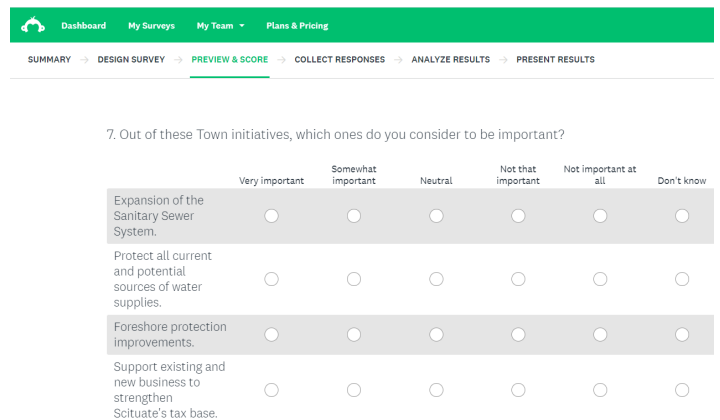 Dashboard My Surveys My Team Plans & Pricing
SUMMARY → DESIGN SURVEY → PREVIEW & SCORE → COLLECT RESPONSES → ANALYZE RESULTS → PRESENT RESULTS
7. Out of these Town initiatives, which ones do you consider to be important?
Very important
Somewhat
important
Neutral
Not that
important
Not important at
all
Don't know
Expansion of the
Sanitary Sewer
System.
Protect all current
and potential
sources of water
supplies.
Foreshore protection
improvements.
Support existing and
new business to
strengthen
Scituate's tax base.